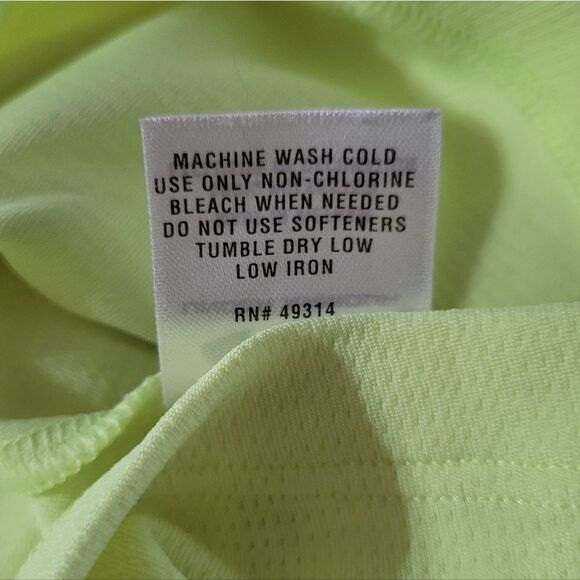 MACHINE WASH COLD
USE ONLY NON-CHLORINE
BLEACH WHEN NEEDED
DO NOT USE SOFTENERS
TUMBLE DRY LOW
LOW IRON
RN# 49314